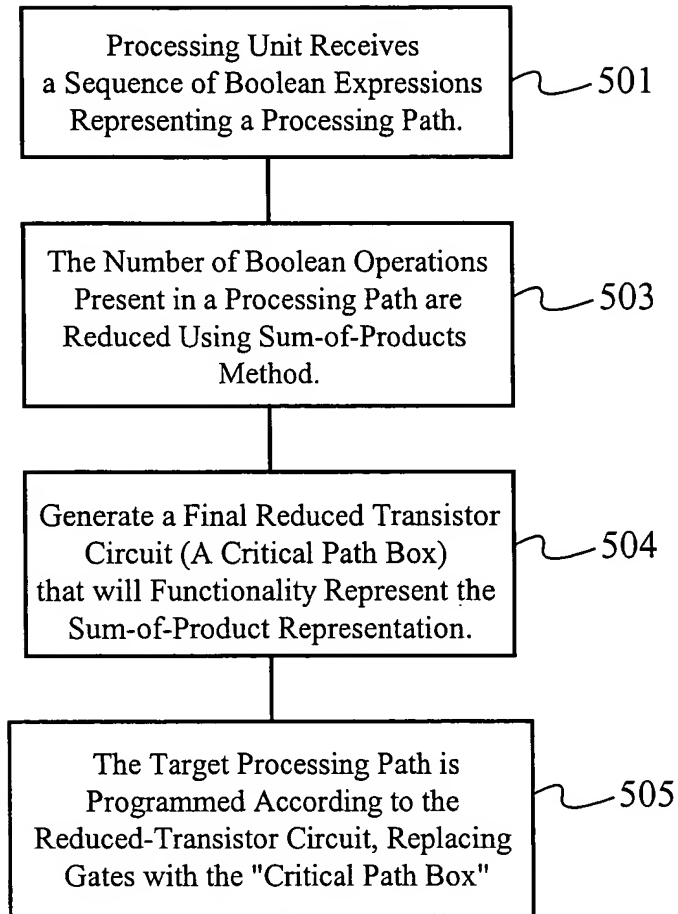 Processing Unit Receives
a Sequence of Boolean Expressions
Representing a Processing Path.
501
The Number of Boolean Operations
Present in a Processing Path are
Reduced Using Sum-of-Products
Method.
503
Generate a Final Reduced Transistor
Circuit (A Critical Path Box)
that will Functionality Represent the
Sum-of-Product Representation.
504
The Target Processing Path is
Programmed According to the
Reduced-Transistor Circuit, Replacing
Gates with the "Critical Path Box"
505